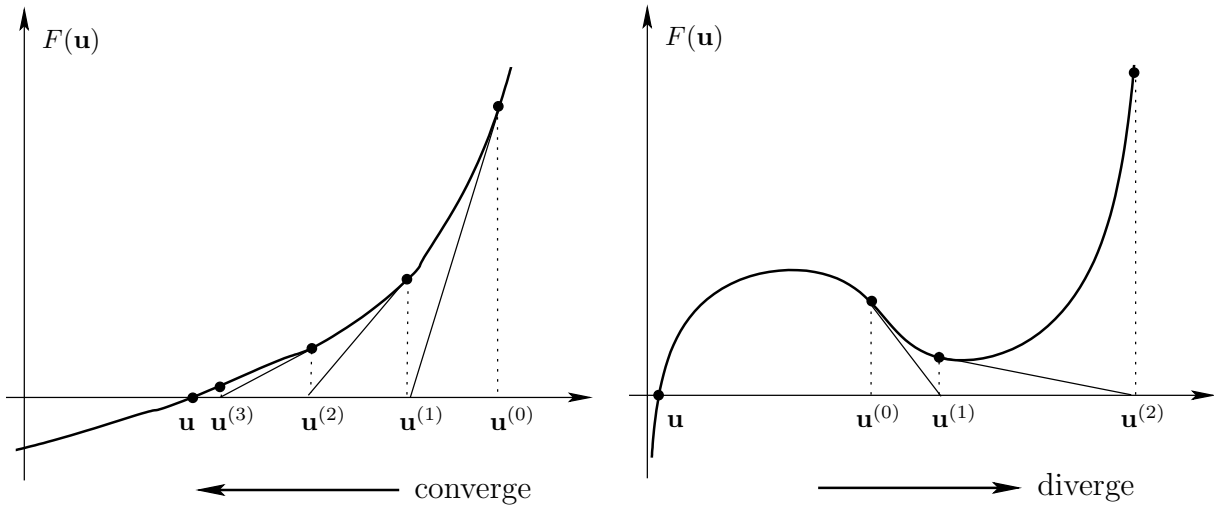 F(𝐮)
𝐮 𝐮⁽³⁾ 𝐮⁽²⁾ 𝐮⁽¹⁾ 𝐮⁽⁰⁾
converge
F(𝐮)
𝐮 𝐮⁽⁰⁾ 𝐮⁽¹⁾ 𝐮⁽²⁾
diverge